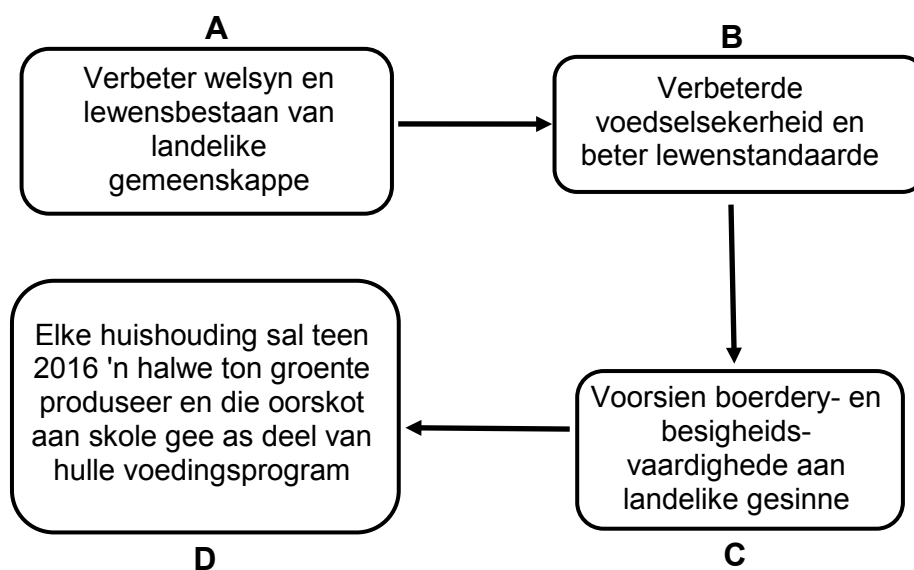 A
Verbeter welsyn en
lewensbestaan van
landelike
gemeenskappe
B
Verbeterde
voedselsekerheid en
beter lewenstandaarde
Voorsien boerdery- en
besigheids-
vaardighede aan
landelike gesinne
C
Elke huishouding sal teen
2016 'n halwe ton groente
produseer en die oorskot
aan skole gee as deel van
hulle voedingsprogram
D